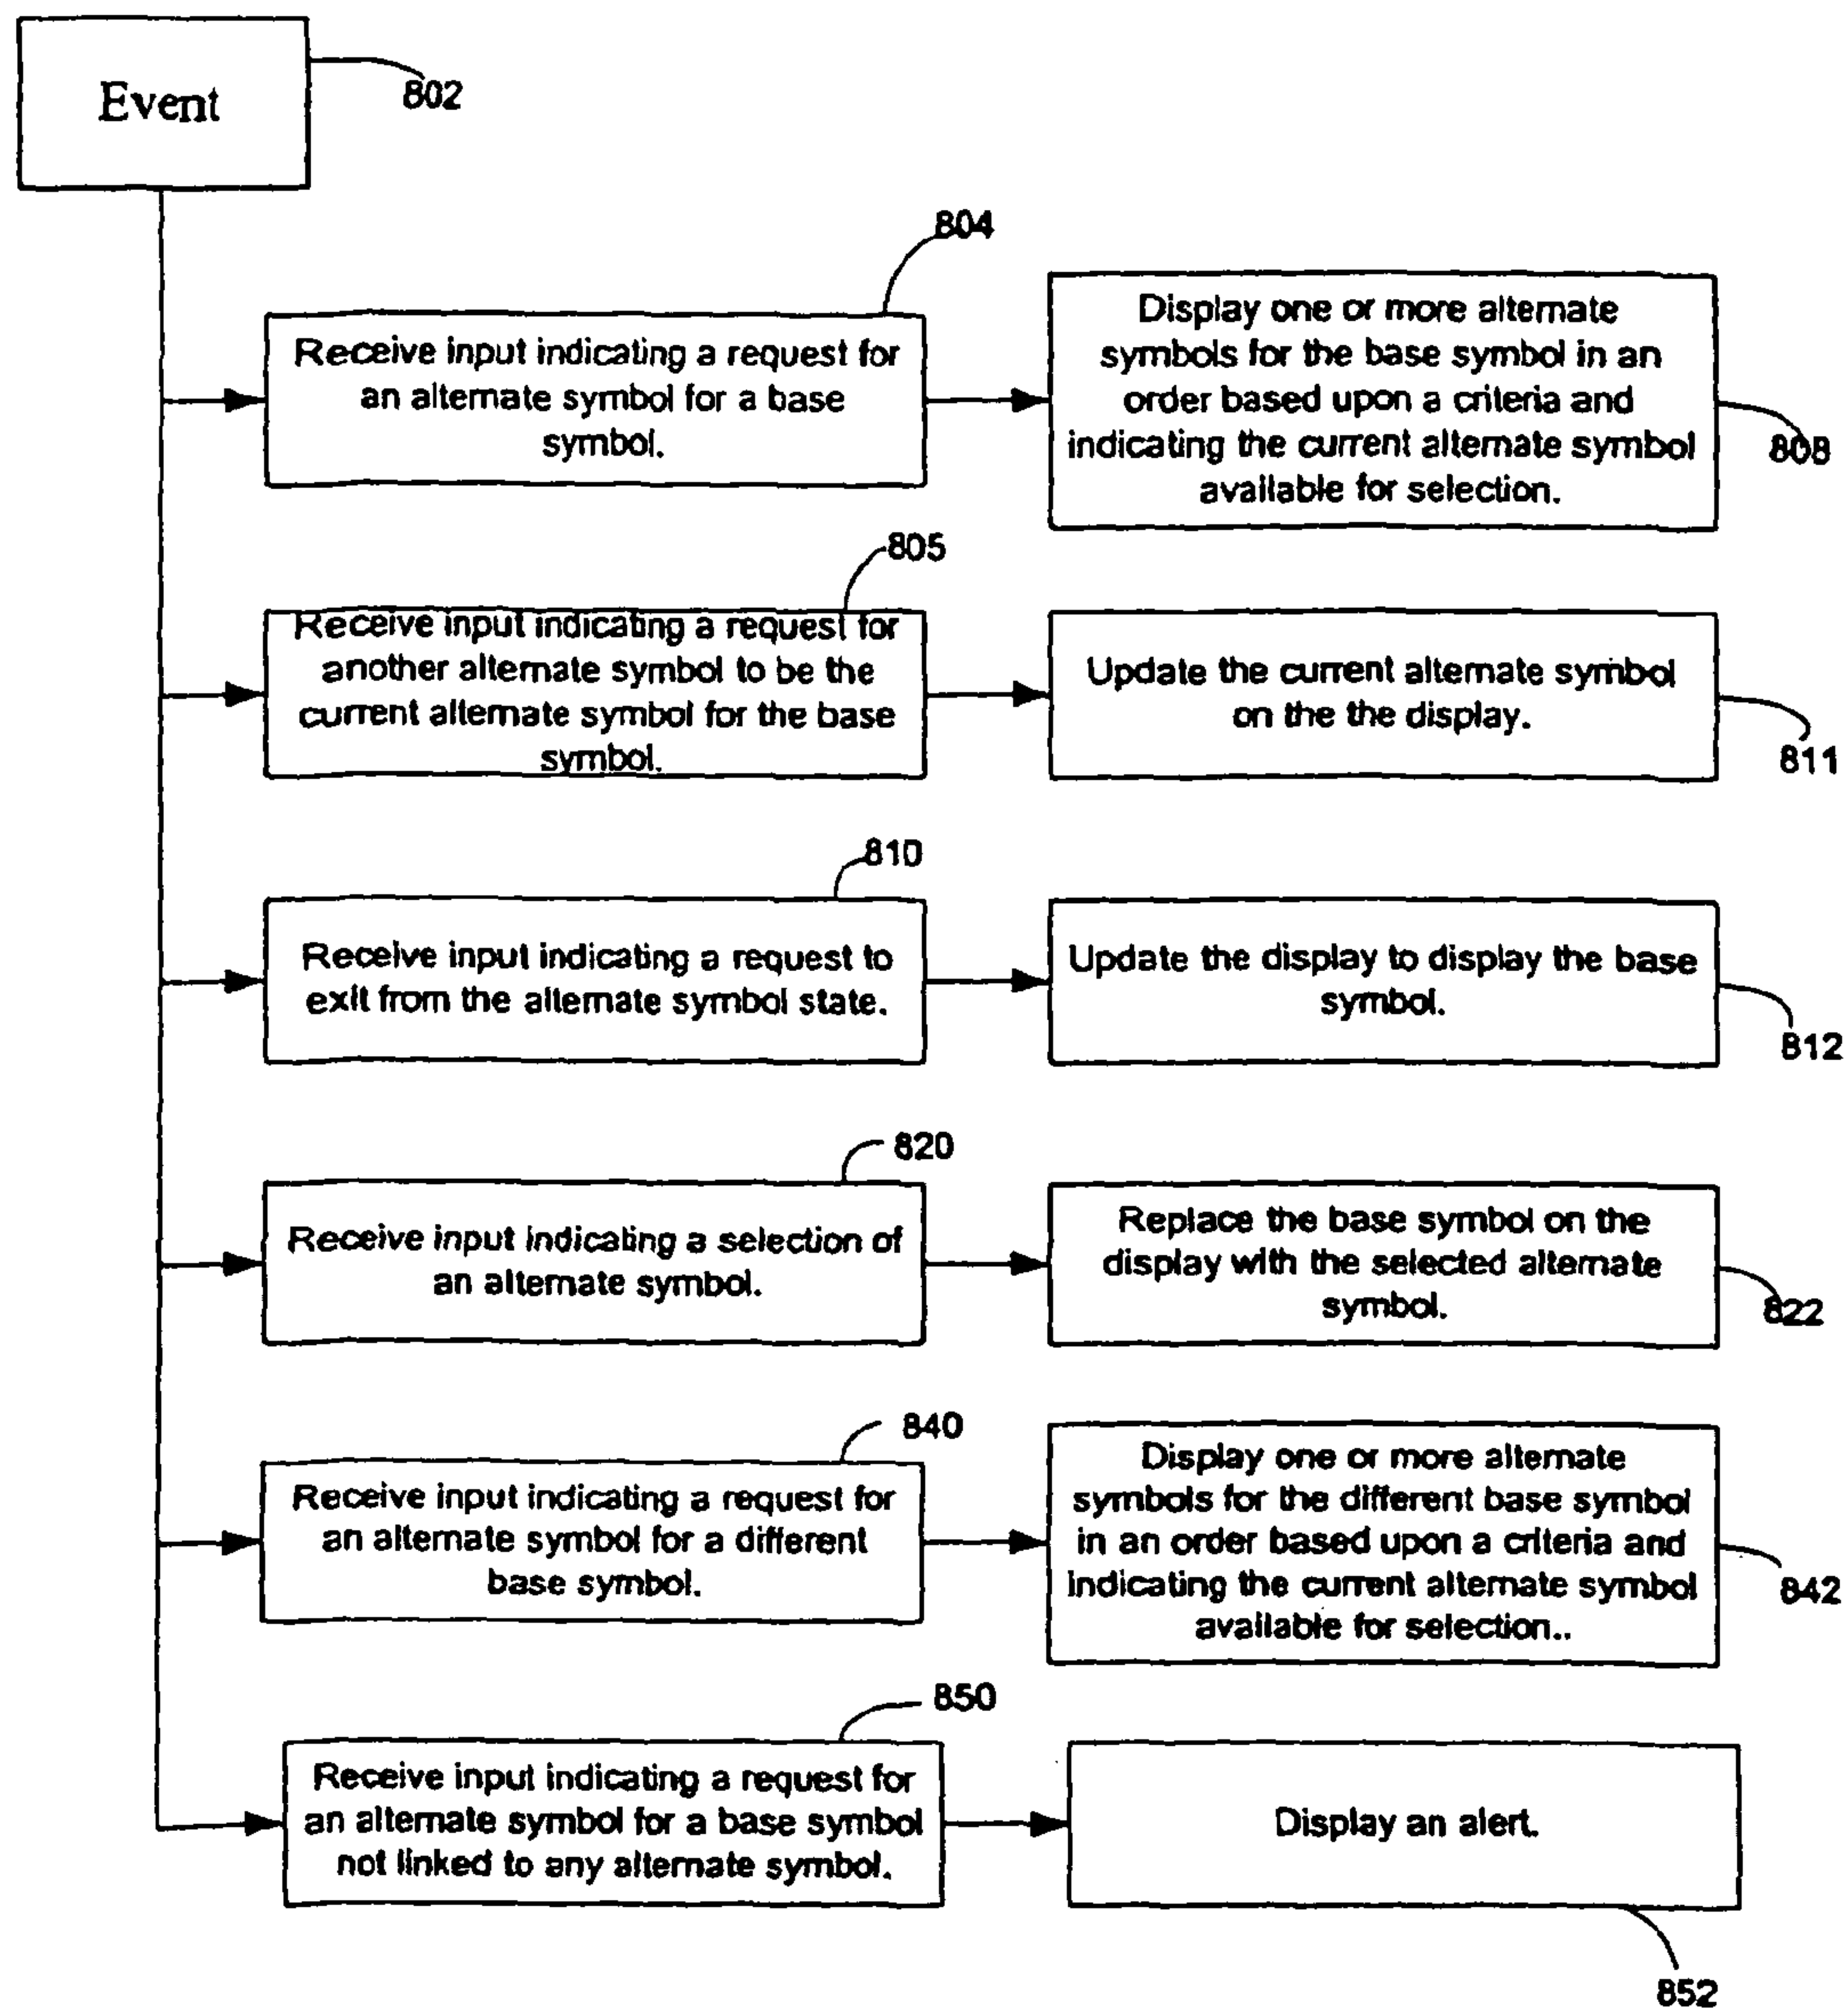 Event
802
804
Receive input indicating a request for
an alternate symbol for a base
symbol.
Display one or more alternate
symbols for the base symbol in an
order based upon a criteria and
indicating the current alternate symbol
available for selection.
808
805
Receive input indicating a request for
another alternate symbol to be the
current alternate symbol for the base
symbol.
Update the current alternate symbol
on the the display.
811
810
Receive input indicating a request to
exit from the alternate symbol state.
Update the display to display the base
symbol.
812
820
Receive input indicating a selection of
an alternate symbol.
Replace the base symbol on the
display with the selected alternate
symbol.
822
840
Receive input indicating a request for
an alternate symbol for a different
base symbol.
Display one or more alternate
symbols for the different base symbol
in an order based upon a criteria and
indicating the current alternate symbol
available for selection..
842
850
Receive input indicating a request for
an alternate symbol for a base symbol
not linked to any alternate symbol.
Display an alert.
852